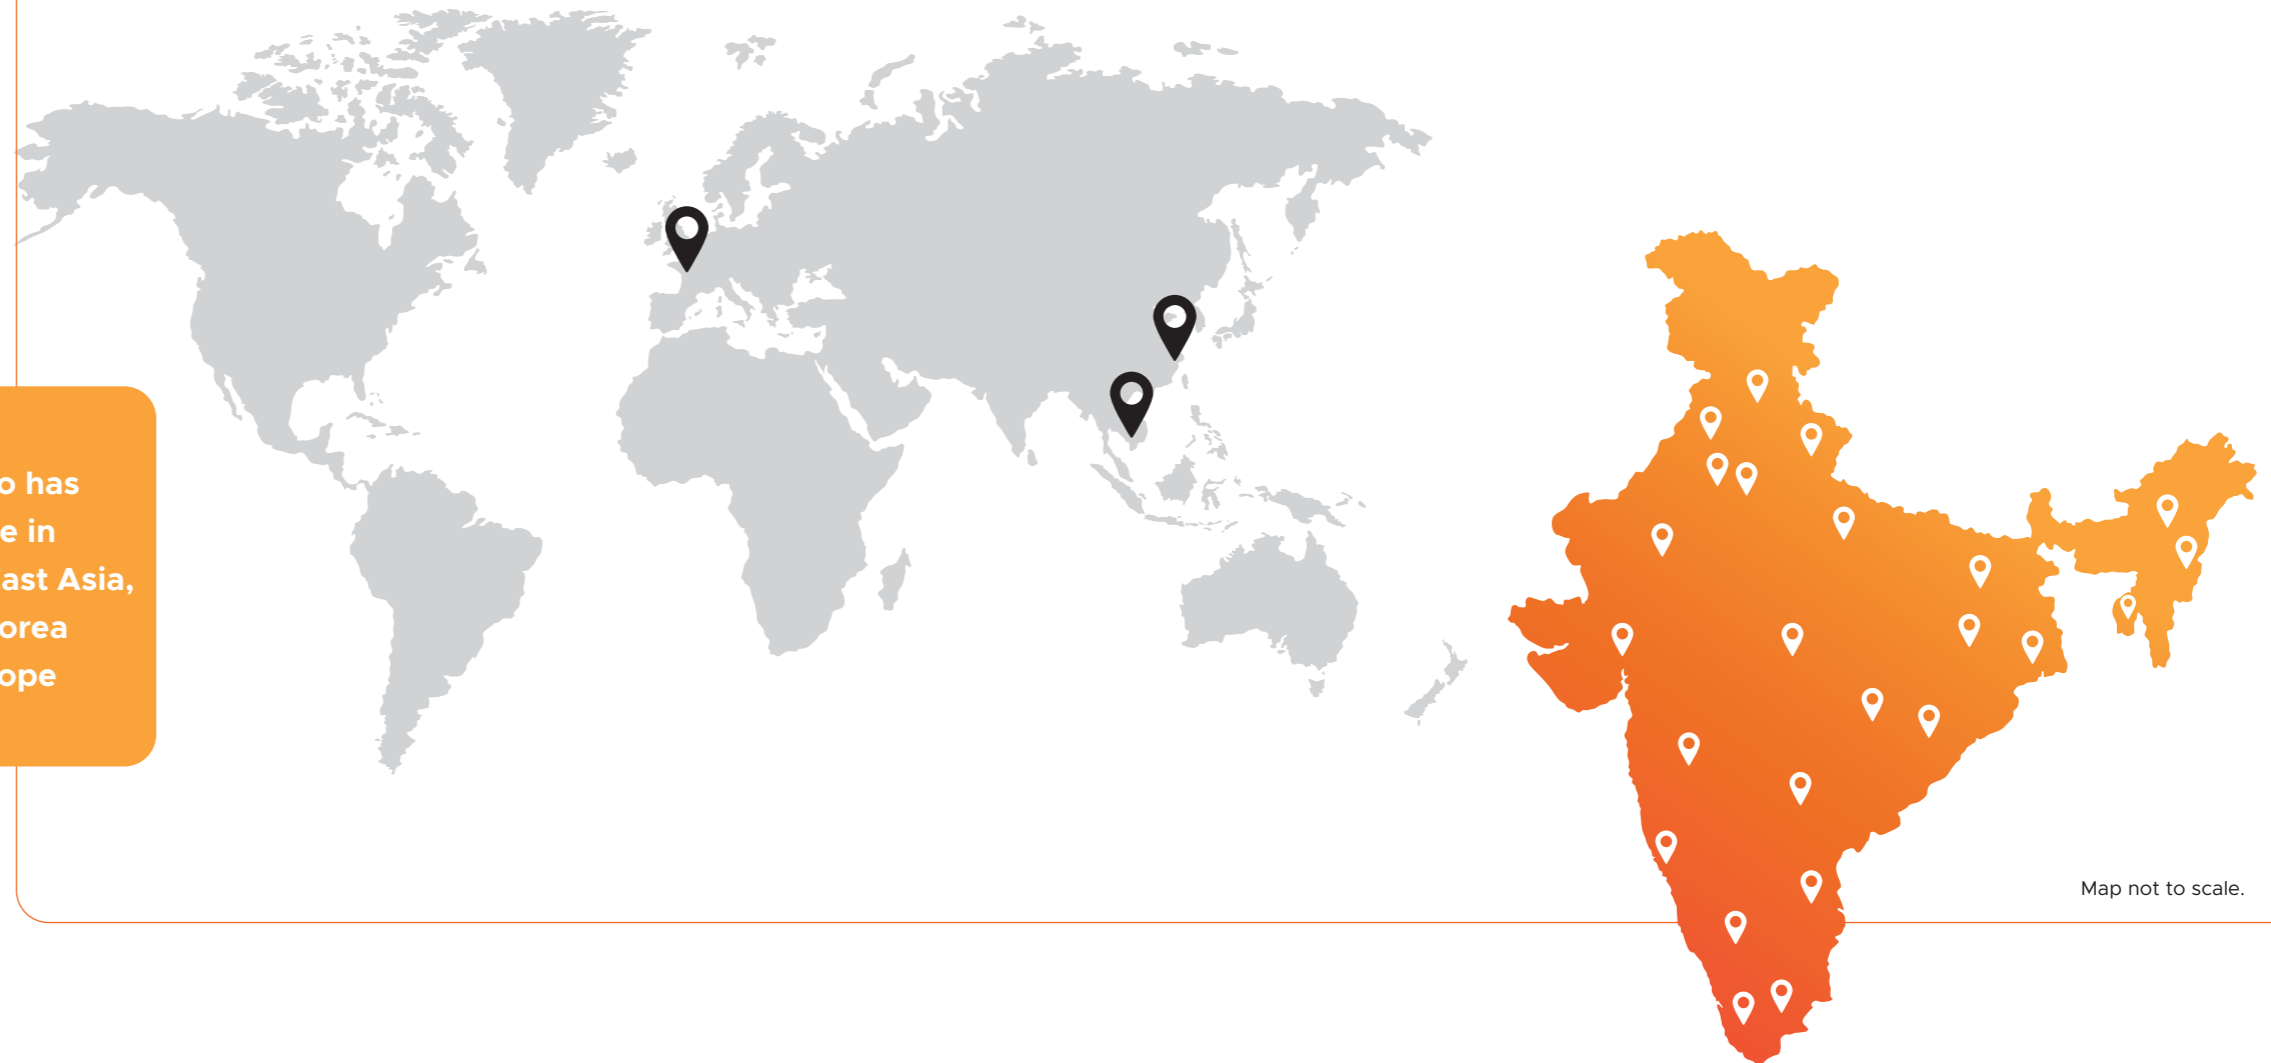 o has
e in
ast Asia,
orea
ope
Map not to scale.